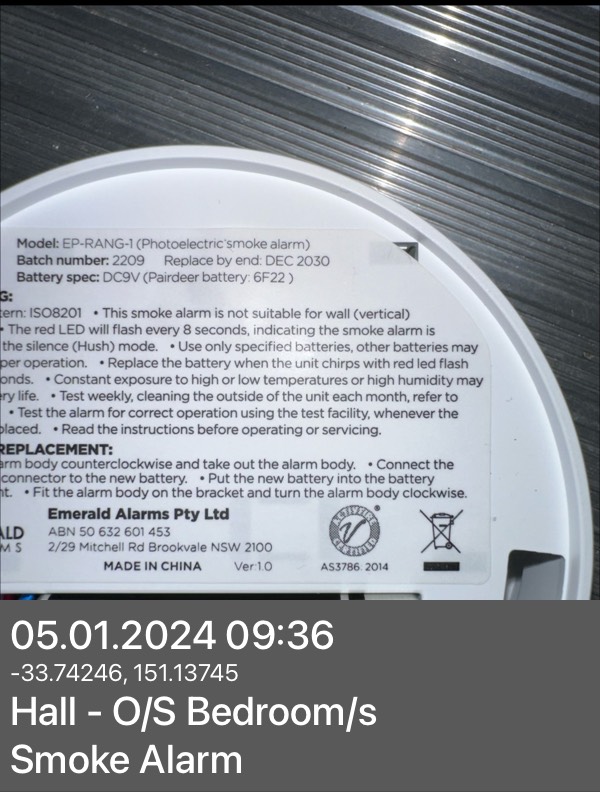 Model: EP-RANG-1 (Photoelectric smoke alarm)
Batch number: 2209 Replace by end: DEC 2030
Battery spec: DC9V (Pairdeer battery: 6F22 )
G:
tern: ISO8201 • This smoke alarm is not suitable for wall (vertical)
• The red LED will flash every 8 seconds, indicating the smoke alarm is
the silence (Hush) mode. • Use only specified batteries, other batteries may
per operation. • Replace the battery when the unit chirps with red led flash
onds. • Constant exposure to high or low temperatures or high humidity may
ery life. • Test weekly, cleaning the outside of the unit each month, refer to
• Test the alarm for correct operation using the test facility, whenever the
placed. • Read the instructions before operating or servicing.
REPLACEMENT:
arm body counterclockwise and take out the alarm body. • Connect the
connector to the new battery. • Put the new battery into the battery
nt. • Fit the alarm body on the bracket and turn the alarm body clockwise.
Emerald Alarms Pty Ltd
ALD
M S
ABN 50 632 601 453
2/29 Mitchell Rd Brookvale NSW 2100
MADE IN CHINA Ver:1.0
ACTIVFIRE
CERTIFIED
AS3786: 2014
05.01.2024 09:36
-33.74246, 151.13745
Hall - O/S Bedroom/s
Smoke Alarm